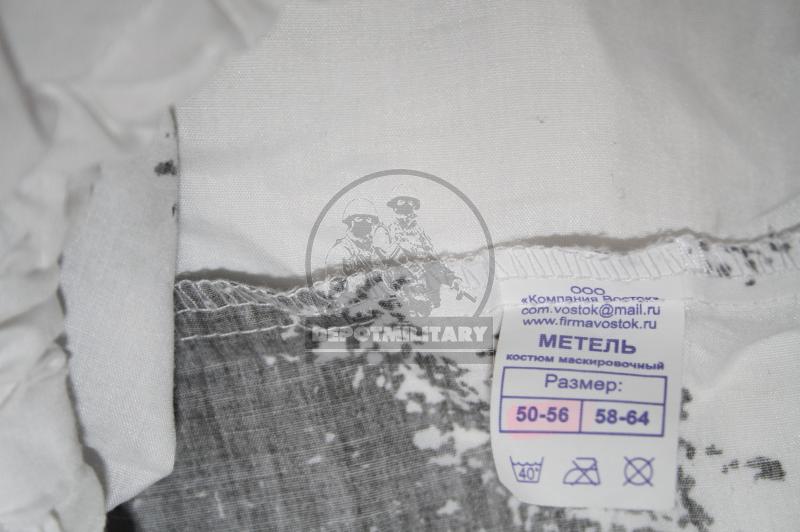 DEPOTMILITARY
ООО
«Компания Восток»
com.vostok@mail.ru
www.firmavostok.ru
МЕТЕЛЬ
костюм маскировочный
Размер:
50-56 58-64
40°